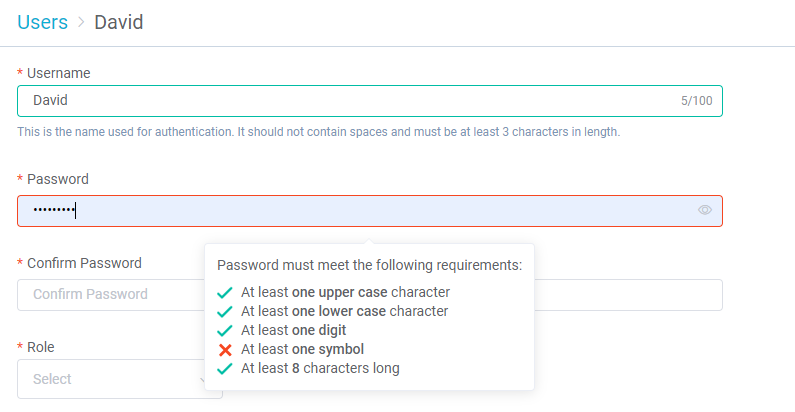 Users > David
* Username
David 5/100
This is the name used for authentication. It should not contain spaces and must be at least 3 characters in length.
* Password
•••••••••
* Confirm Password
Confirm Password
Password must meet the following requirements:
At least one upper case character
At least one lower case character
At least one digit
At least one symbol
At least 8 characters long
* Role
Select